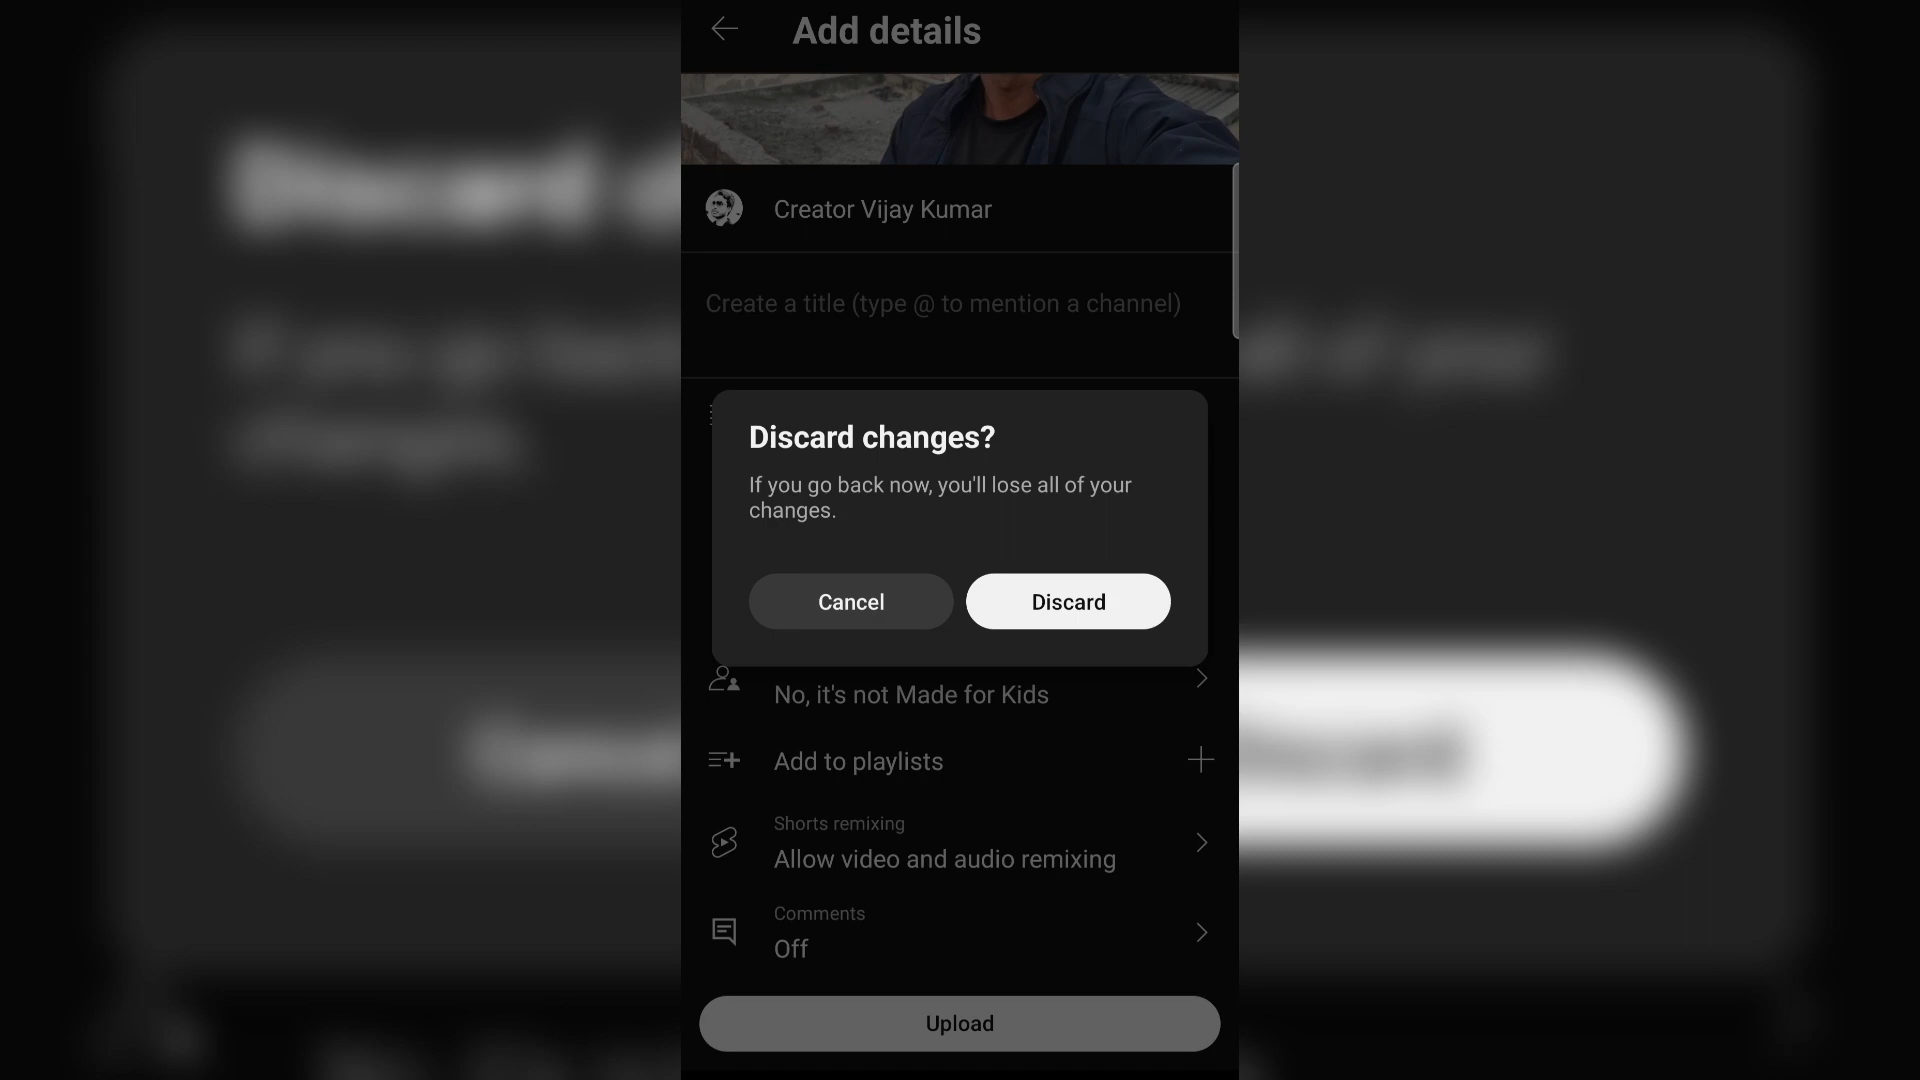 Add details
Creator Vijay Kumar
Create a title (type @ to mention a channel)
Discard changes?
If you go back now, you'll lose all of your
changes.
Cancel
Discard
No, it's not Made for Kids
Add to playlists
Shorts remixing
Allow video and audio remixing
Comments
Off
Upload